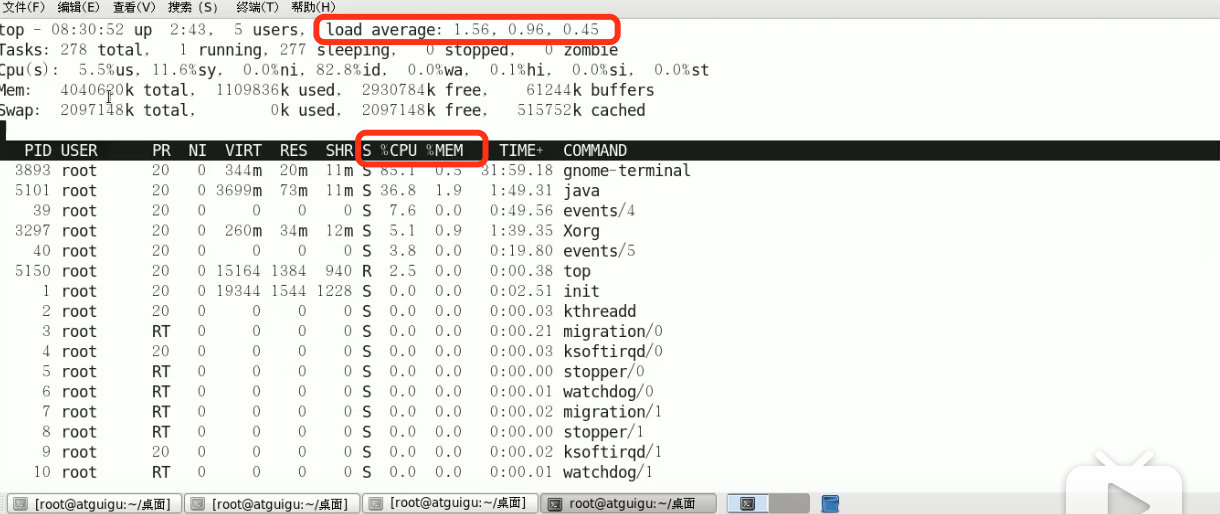 文件(F) 编辑(E) 查看(V) 搜索 (S) 终端(T) 帮助(H)
top - 08:30:52 up 2:43, 5 users, load average: 1.56, 0.96, 0.45
Tasks: 278 total, 1 running, 277 sleeping, 0 stopped, 0 zombie
Cpu(s): 5.5%us, 11.6%sy, 0.0%ni, 82.8%id, 0.0%wa, 0.1%hi, 0.0%si, 0.0%st
Mem: 4040620k total, 1109836k used, 2930784k free, 61244k buffers
Swap: 2097148k total, 0k used, 2097148k free, 515752k cached
PID USER PR NI VIRT RES SHR S %CPU %MEM TIME+ COMMAND
3893 root 20 0 344m 20m 11m S 85.1 0.5 31:59.18 gnome-terminal
5101 root 20 0 3699m 73m 11m S 36.8 1.9 1:49.31 java
39 root 20 0 0 0 0 S 7.6 0.0 0:49.56 events/4
3297 root 20 0 260m 34m 12m S 5.1 0.9 1:39.35 Xorg
40 root 20 0 0 0 0 S 3.8 0.0 0:19.80 events/5
5150 root 20 0 15164 1384 940 R 2.5 0.0 0:00.38 top
1 root 20 0 19344 1544 1228 S 0.0 0.0 0:02.51 init
2 root 20 0 0 0 0 S 0.0 0.0 0:00.03 kthreadd
3 root RT 0 0 0 0 S 0.0 0.0 0:00.21 migration/0
4 root 20 0 0 0 0 S 0.0 0.0 0:00.03 ksoftirqd/0
5 root RT 0 0 0 0 S 0.0 0.0 0:00.00 stopper/0
6 root RT 0 0 0 0 S 0.0 0.0 0:00.00 watchdog/0
7 root RT 0 0 0 0 S 0.0 0.0 0:00.02 migration/1
8 root RT 0 0 0 0 S 0.0 0.0 0:00.00 stopper/1
9 root 20 0 0 0 0 S 0.0 0.0 0:00.02 ksoftirqd/1
10 root RT 0 0 0 0 S 0.0 0.0 0:00.01 watchdog/1
[root@atguigu:~/桌面] [root@atguigu:~/桌面] [root@atguigu:~/桌面] root@atguigu:~/桌面